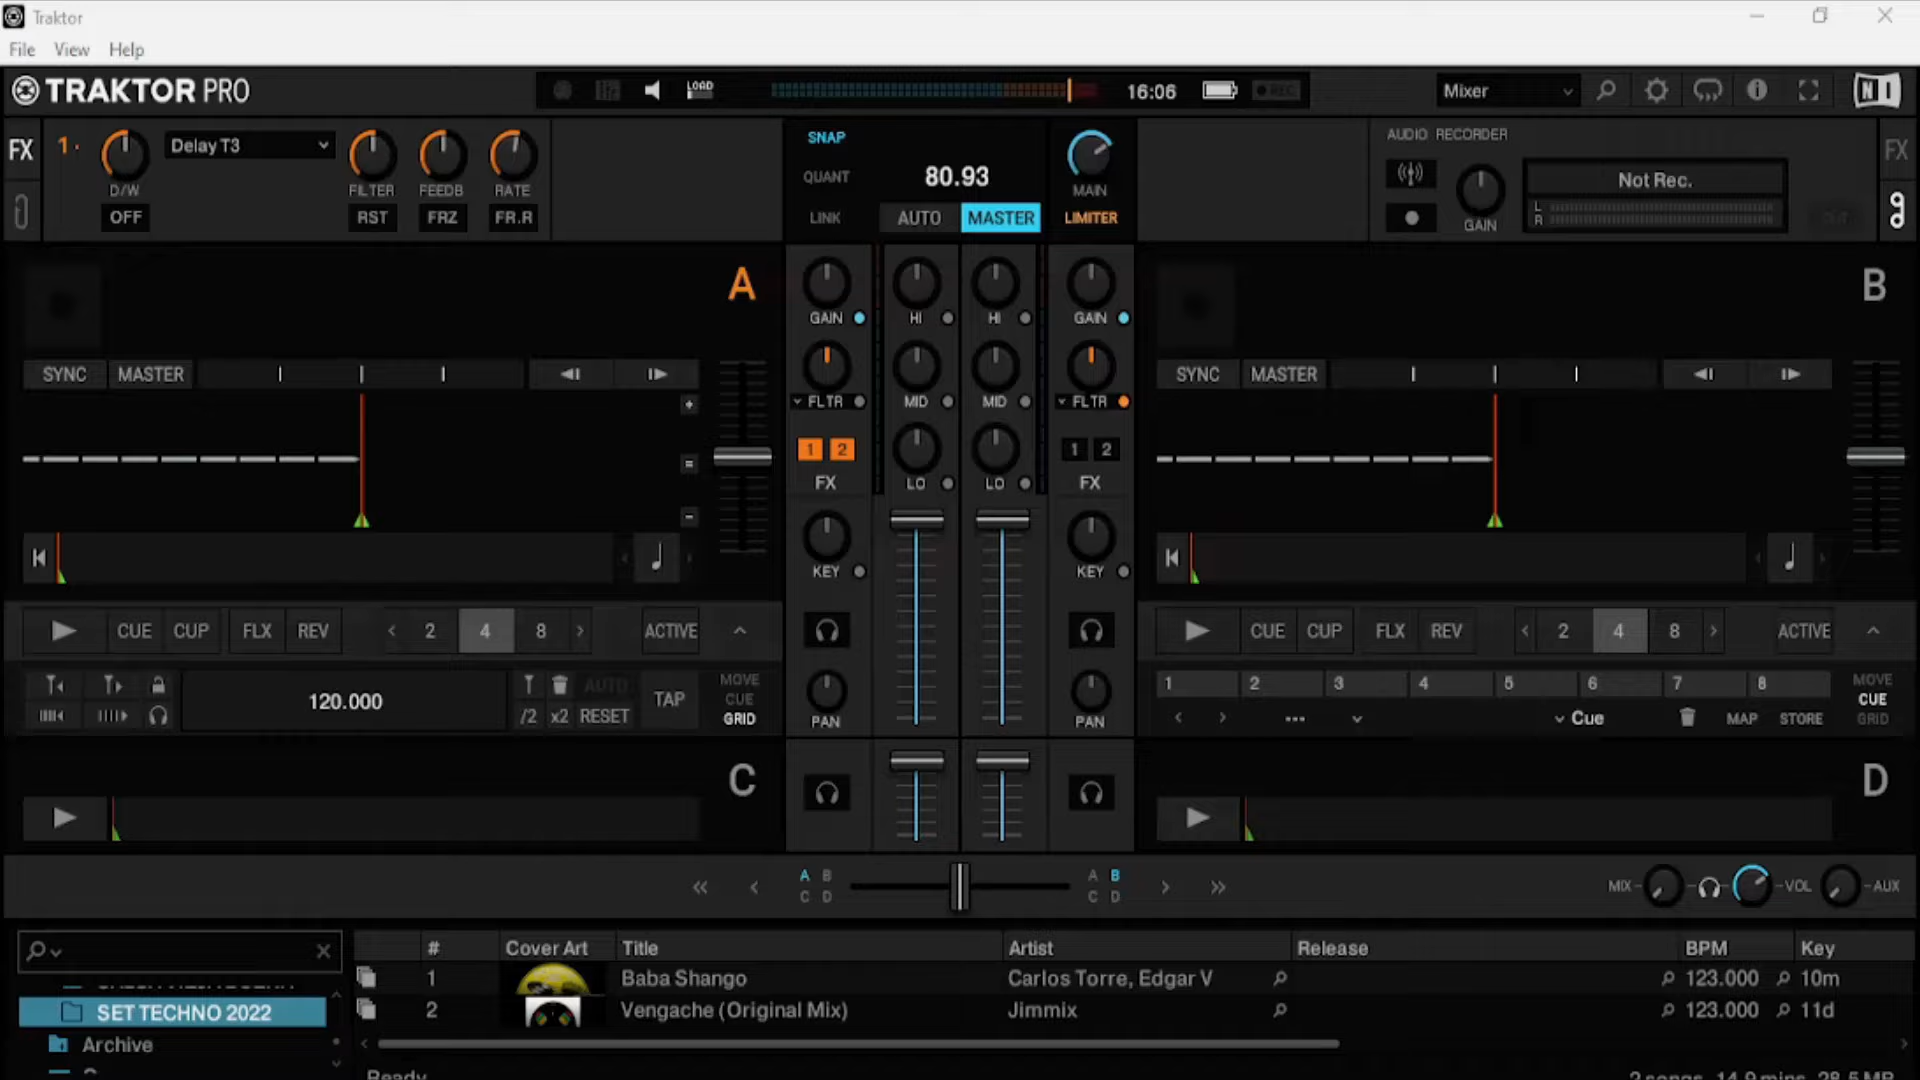 Traktor
File View Help
TRAKTOR PRO
LOAD
16:06
REC
Mixer
NI
FX
1
Delay T3
D/W
FILTER
FEEDB
RATE
OFF
RST
FRZ
FR.R
SNAP
QUANT
80.93
LINK
AUTO
MASTER
MAIN
LIMITER
AUDIO RECORDER
GAIN
Not Rec.
L
R
FX
A
SYNC
MASTER
CUE
CUP
FLX
REV
2
4
8
ACTIVE
120.000
AUTO
/2
x2
RESET
TAP
MOVE
CUE
GRID
GAIN
HI
HI
GAIN
FLTR
MID
MID
FLTR
1 2
1 2
FX
LO
LO
FX
KEY
KEY
PAN
PAN
B
SYNC
MASTER
CUE
CUP
FLX
REV
2
4
8
ACTIVE
1 2 3 4 5 6 7 8
Cue
MAP
STORE
MOVE
CUE
GRID
C
D
A B
C D
A B
C D
MIX
VOL
AUX
# Cover Art Title Artist Release BPM Key
1 Baba Shango Carlos Torre, Edgar V 123.000 10m
2 Vengache (Original Mix) Jimmix 123.000 11d
SET TECHNO 2022
Archive
Ready